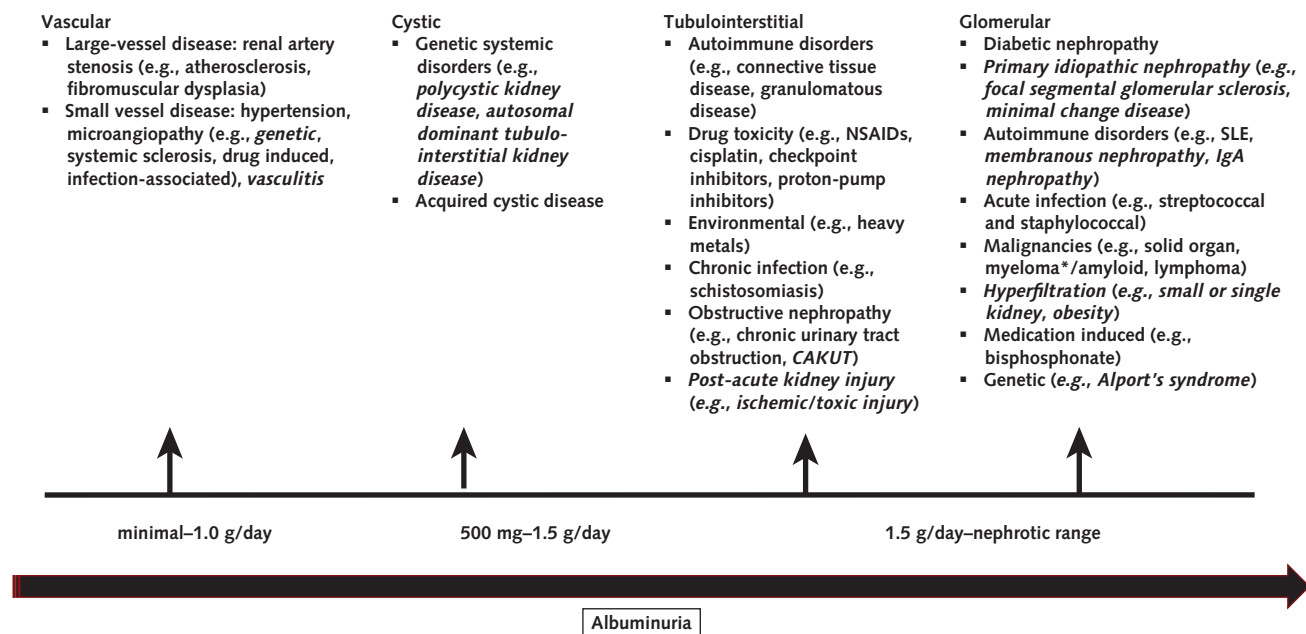 Vascular
▪ Large-vessel disease: renal artery
stenosis (e.g., atherosclerosis,
fibromuscular dysplasia)
▪ Small vessel disease: hypertension,
microangiopathy (e.g., genetic,
systemic sclerosis, drug induced,
infection-associated), vasculitis
Cystic
▪ Genetic systemic
disorders (e.g.,
polycystic kidney
disease, autosomal
dominant tubulo-
interstitial kidney
disease)
▪ Acquired cystic disease
Tubulointerstitial
▪ Autoimmune disorders
(e.g., connective tissue
disease, granulomatous
disease)
▪ Drug toxicity (e.g., NSAIDs,
cisplatin, checkpoint
inhibitors, proton-pump
inhibitors)
▪ Environmental (e.g., heavy
metals)
▪ Chronic infection (e.g.,
schistosomiasis)
▪ Obstructive nephropathy
(e.g., chronic urinary tract
obstruction, CAKUT)
▪ Post-acute kidney injury
(e.g., ischemic/toxic injury)
Glomerular
▪ Diabetic nephropathy
▪ Primary idiopathic nephropathy (e.g.,
focal segmental glomerular sclerosis,
minimal change disease)
▪ Autoimmune disorders (e.g., SLE,
membranous nephropathy, IgA
nephropathy)
▪ Acute infection (e.g., streptococcal
and staphylococcal)
▪ Malignancies (e.g., solid organ,
myeloma*/amyloid, lymphoma)
▪ Hyperfiltration (e.g., small or single
kidney, obesity)
▪ Medication induced (e.g.,
bisphosphonate)
▪ Genetic (e.g., Alport's syndrome)
minimal–1.0 g/day
500 mg–1.5 g/day
1.5 g/day–nephrotic range
Albuminuria